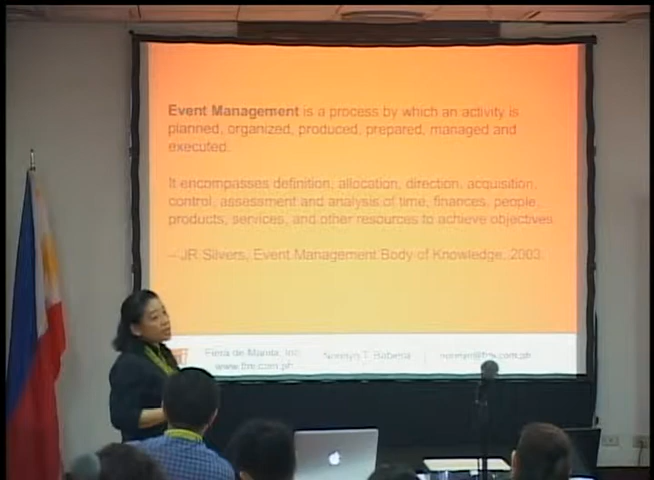 Event Management is a process by which an activity is
planned, organized, produced, prepared, managed and
executed.
It encompasses definition, allocation, direction, acquisition,
control, assessment and analysis of time, finances, people,
products, services, and other resources to achieve objectives.
– JR Silvers, Event Management Body of Knowledge, 2003.
Fiera de Manila, Inc.
www.fmi.com.ph